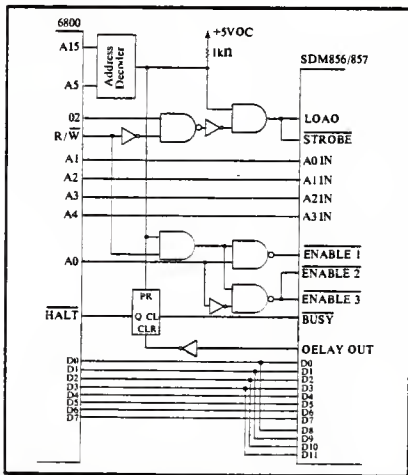 6800
+5VOC
1kΩ
SDM856/857
A15
Address
Decoder
A5
02
R/W
LOAO
STROBE
A1
A0 IN
A2
A1 IN
A3
A2 IN
A4
A3 IN
A0
ENABLE 1
ENABLE 2
ENABLE 3
PR
Q CL
CLR
HALT
BUSY
OELAY OUT
D0
D1
D2
D3
D4
D5
D6
D7
D0
D1
D2
D3
D4
D5
D6
D7
D8
D9
D10
D11